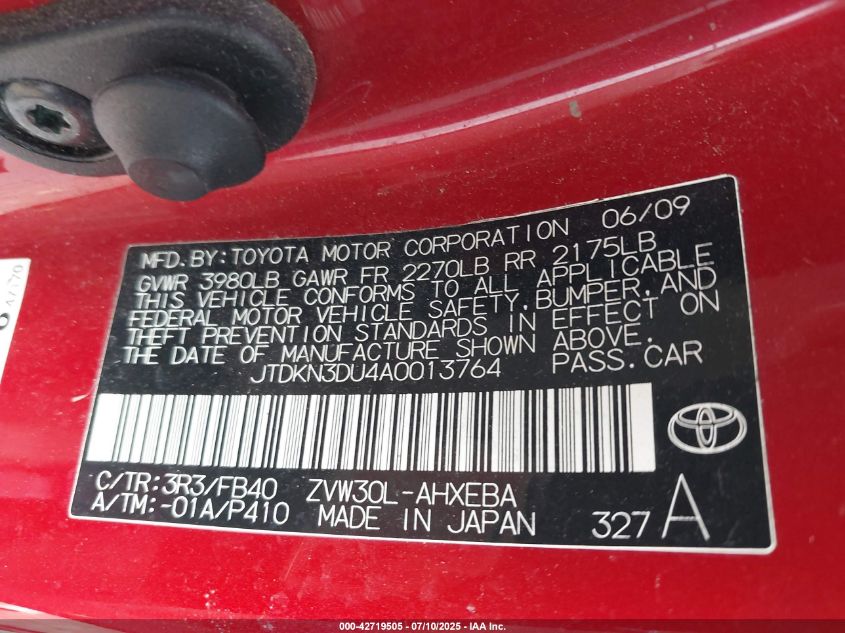 MFD. BY: TOYOTA MOTOR CORPORATION 06/09
GVWR 3980LB GAWR FR 2270LB RR 2175LB
THIS VEHICLE CONFORMS TO ALL APPLICABLE
FEDERAL MOTOR VEHICLE SAFETY, BUMPER, AND
THEFT PREVENTION STANDARDS IN EFFECT ON
THE DATE OF MANUFACTURE SHOWN ABOVE.
JTDKN3DU4A0013764 PASS. CAR
C/TR: 3R3/FB40 ZVW30L-AHXEBA
A/TM: -01A/P410 MADE IN JAPAN 327 A
000-42719505 - 07/10/2025 - IAA Inc.